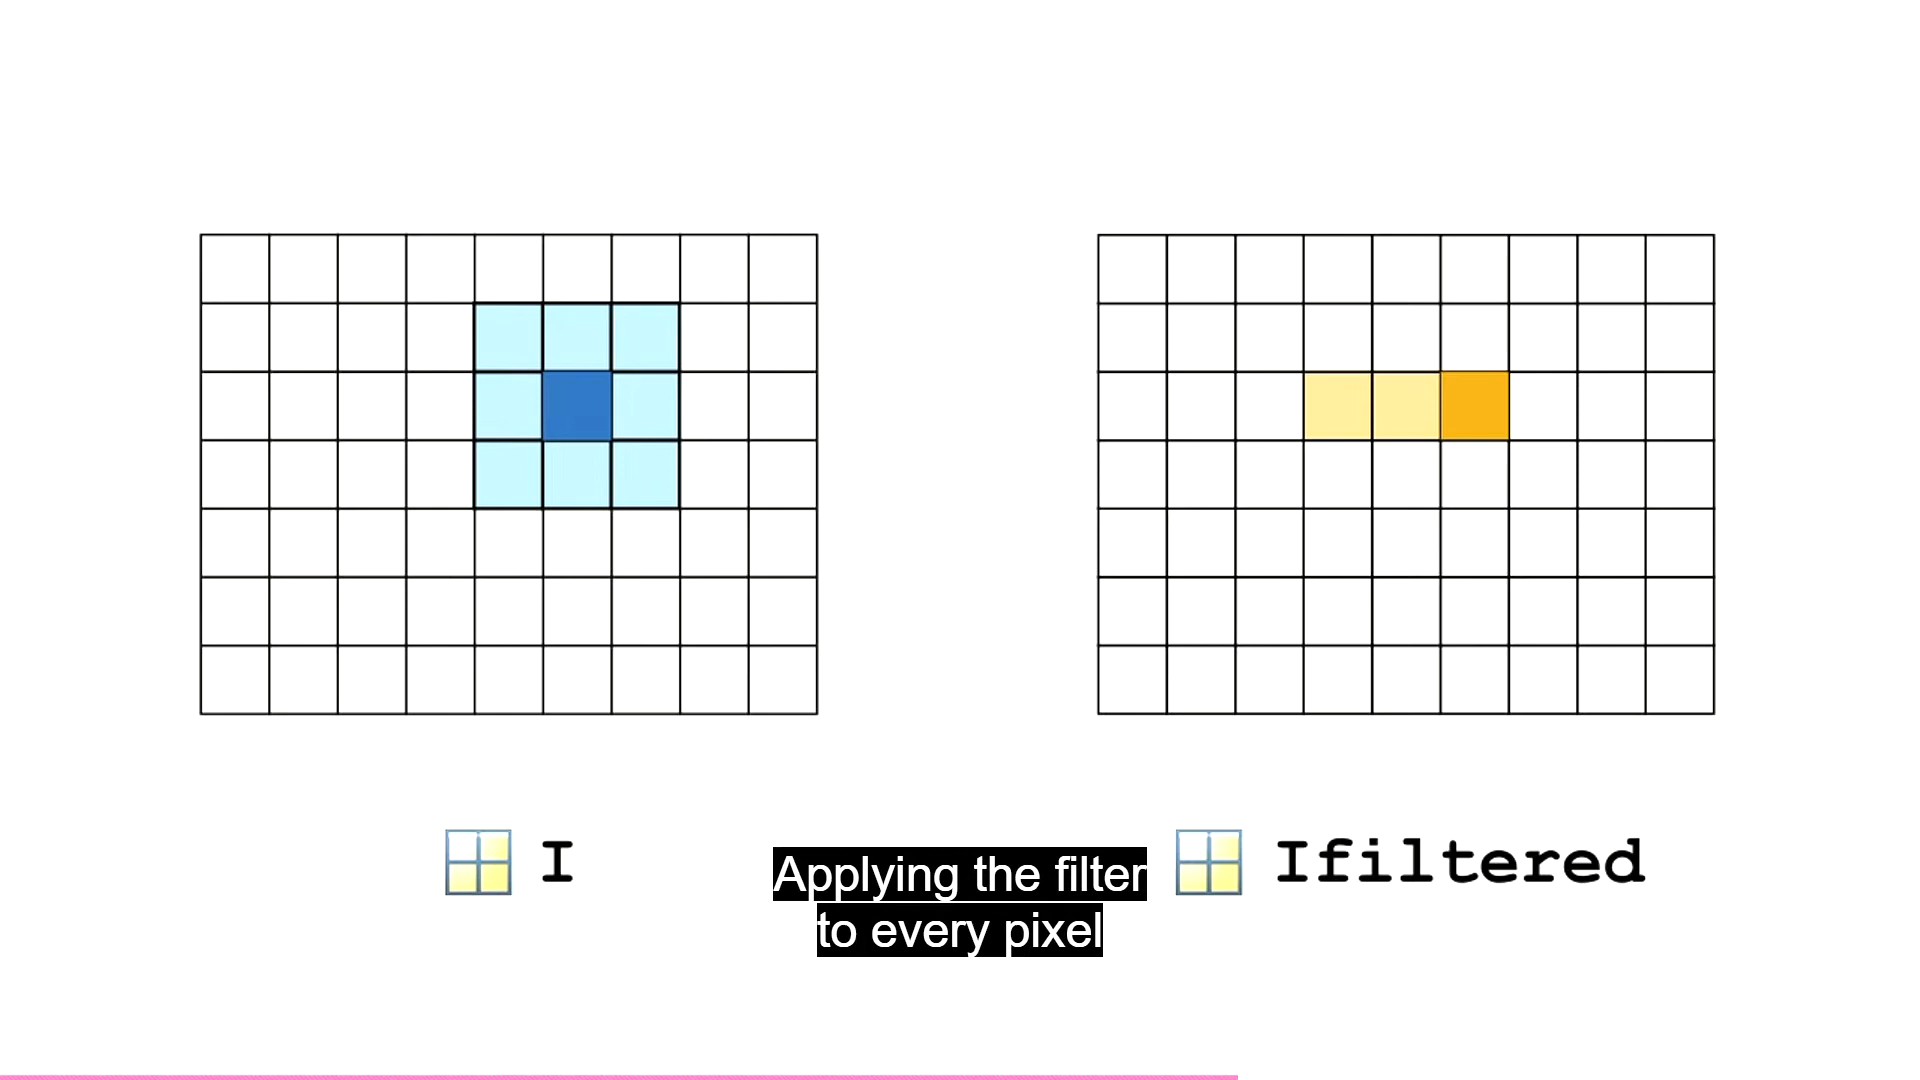 I
Applying the filter
to every pixel
Ifiltered